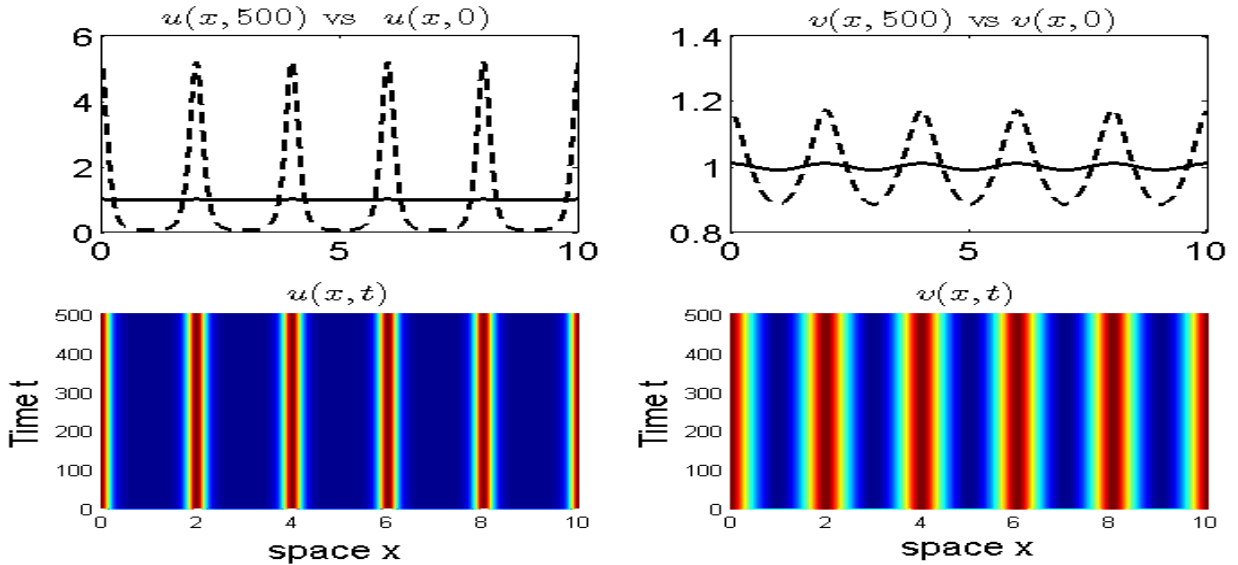 u(x, 500) vs u(x, 0)
6
4
2
0
0 5 10
v(x, 500) vs v(x, 0)
1.4
1.2
1
0.8
0 5 10
u(x, t)
Time t
500
400
300
200
100
0
0 2 4 6 8 10
space x
v(x, t)
Time t
500
400
300
200
100
0
0 2 4 6 8 10
space x